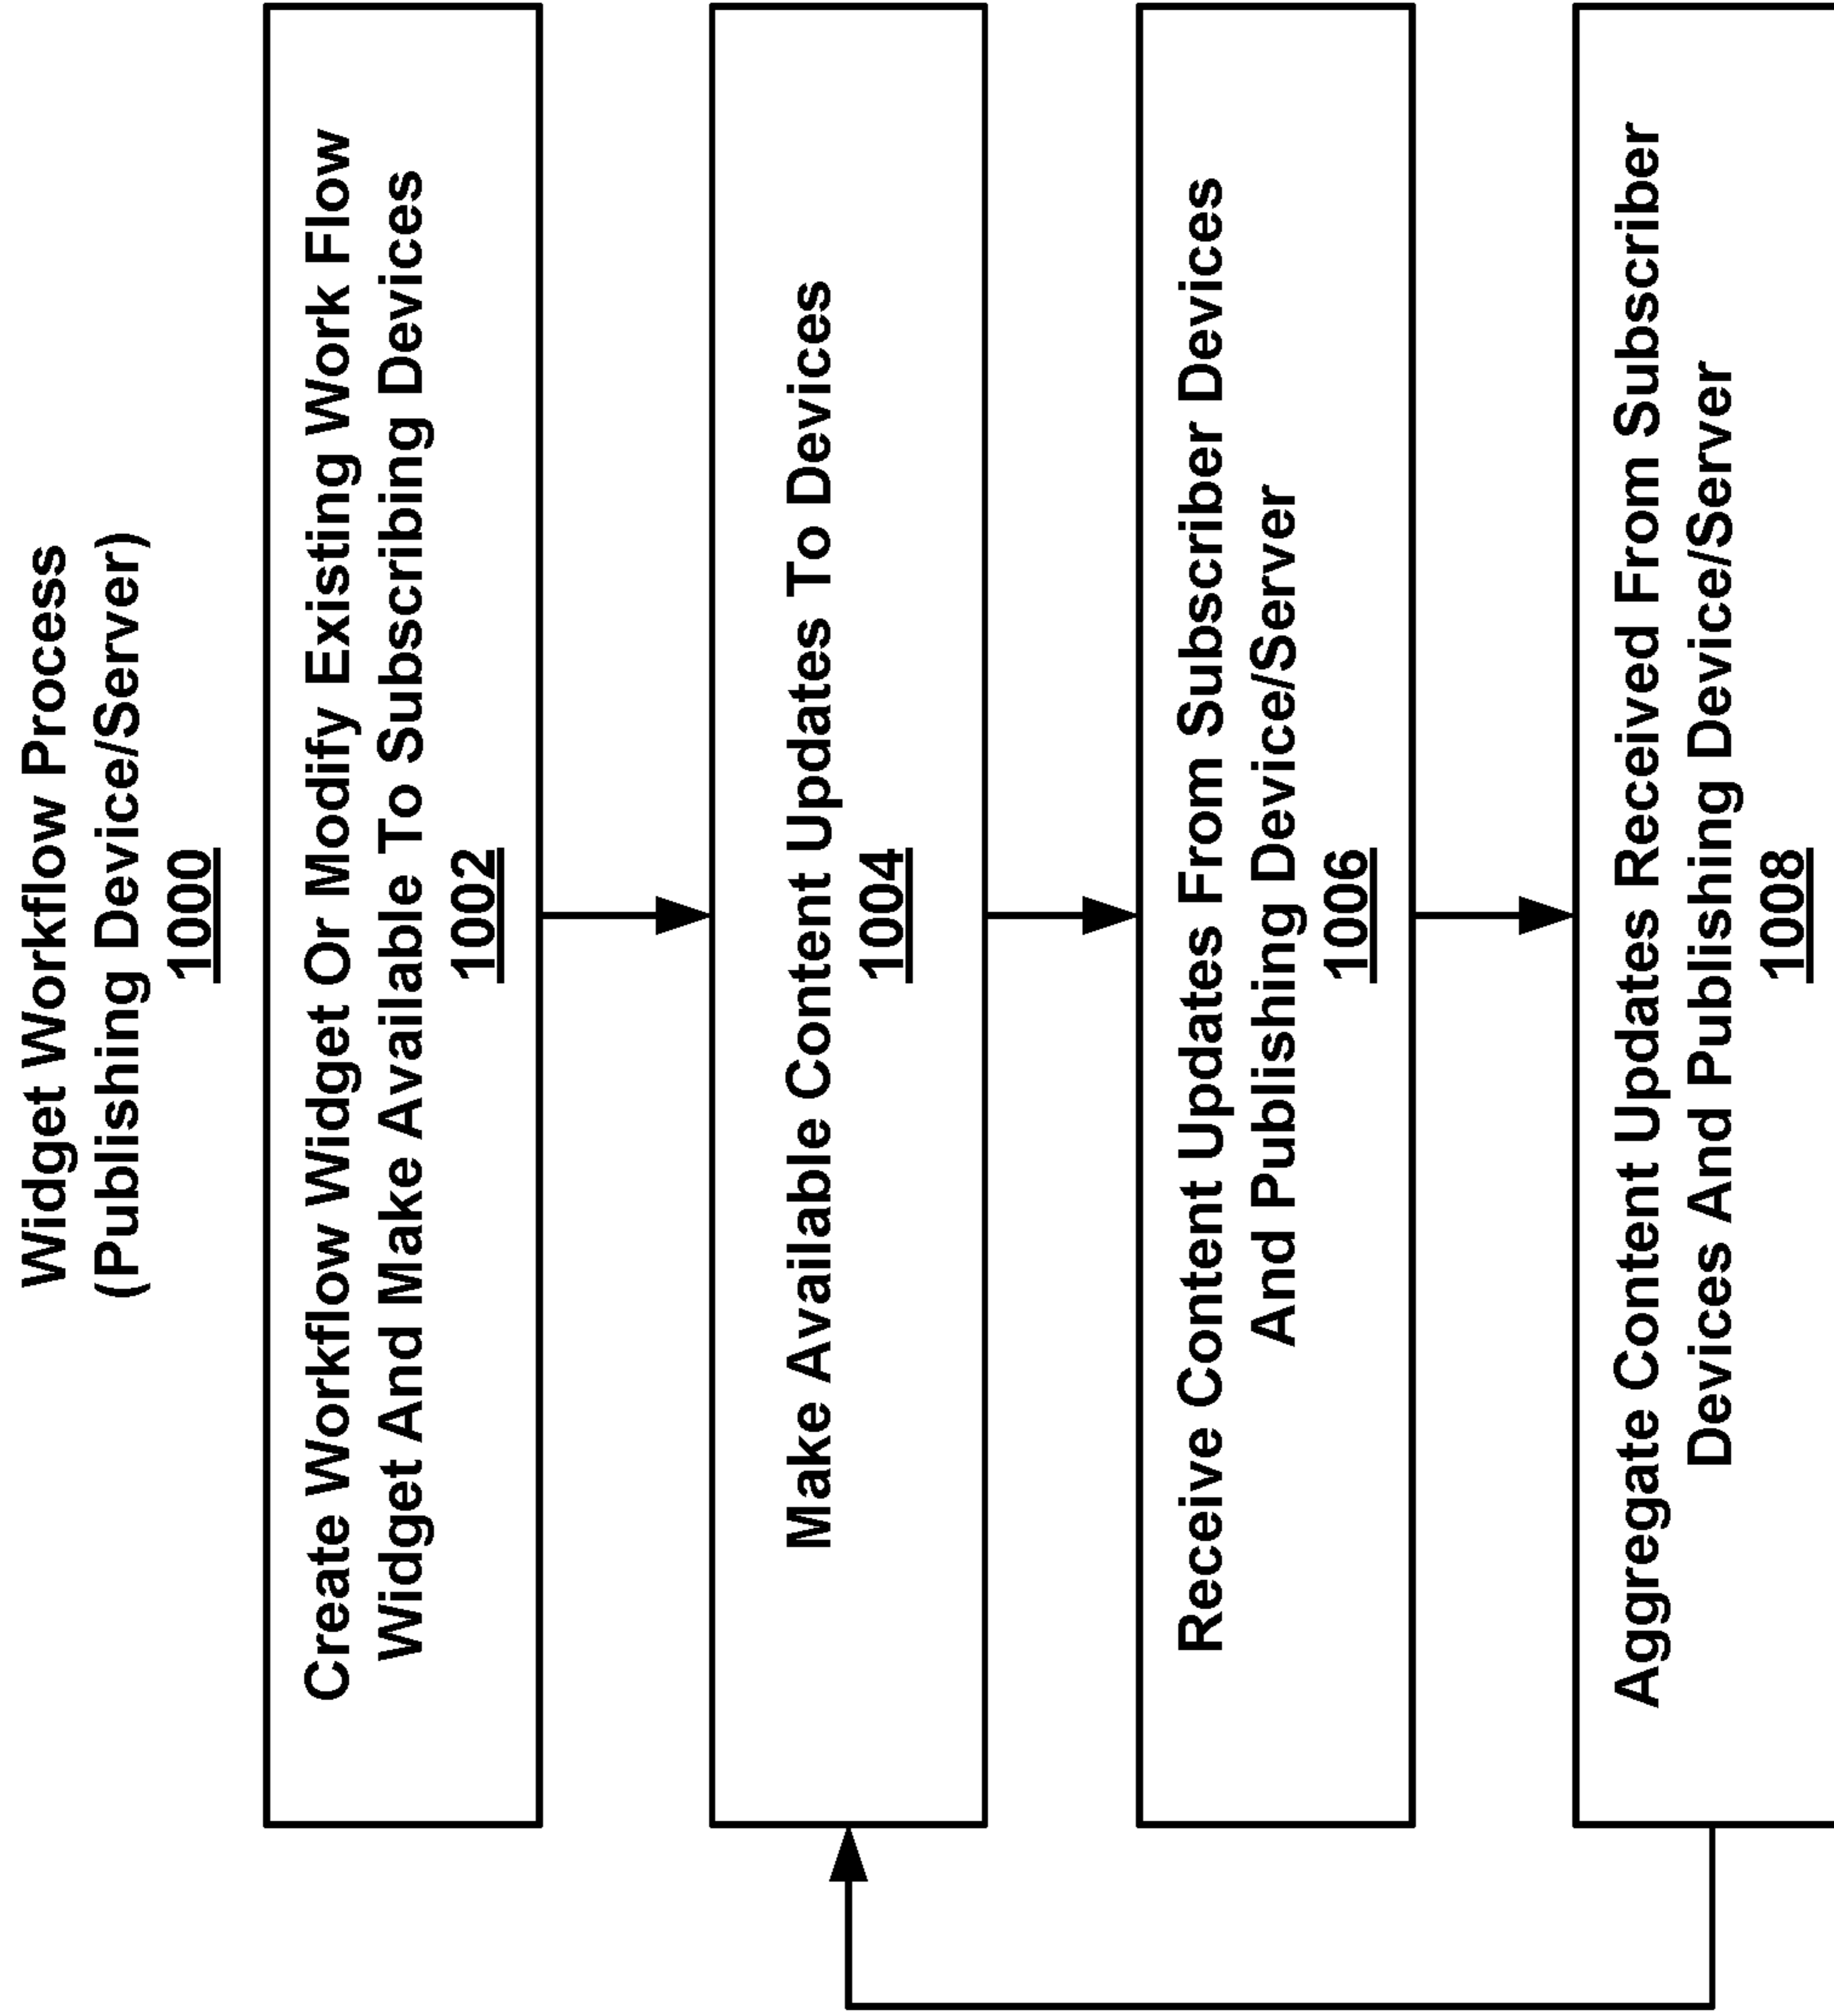 Widget Workflow Process
(Publishing Device/Server)
1000
Create Workflow Widget Or Modify Existing Work Flow
Widget And Make Available To Subscribing Devices
1002
Make Available Content Updates To Devices
1004
Receive Content Updates From Subscriber Devices
And Publishing Device/Server
1006
Aggregate Content Updates Received From Subscriber
Devices And Publishing Device/Server
1008